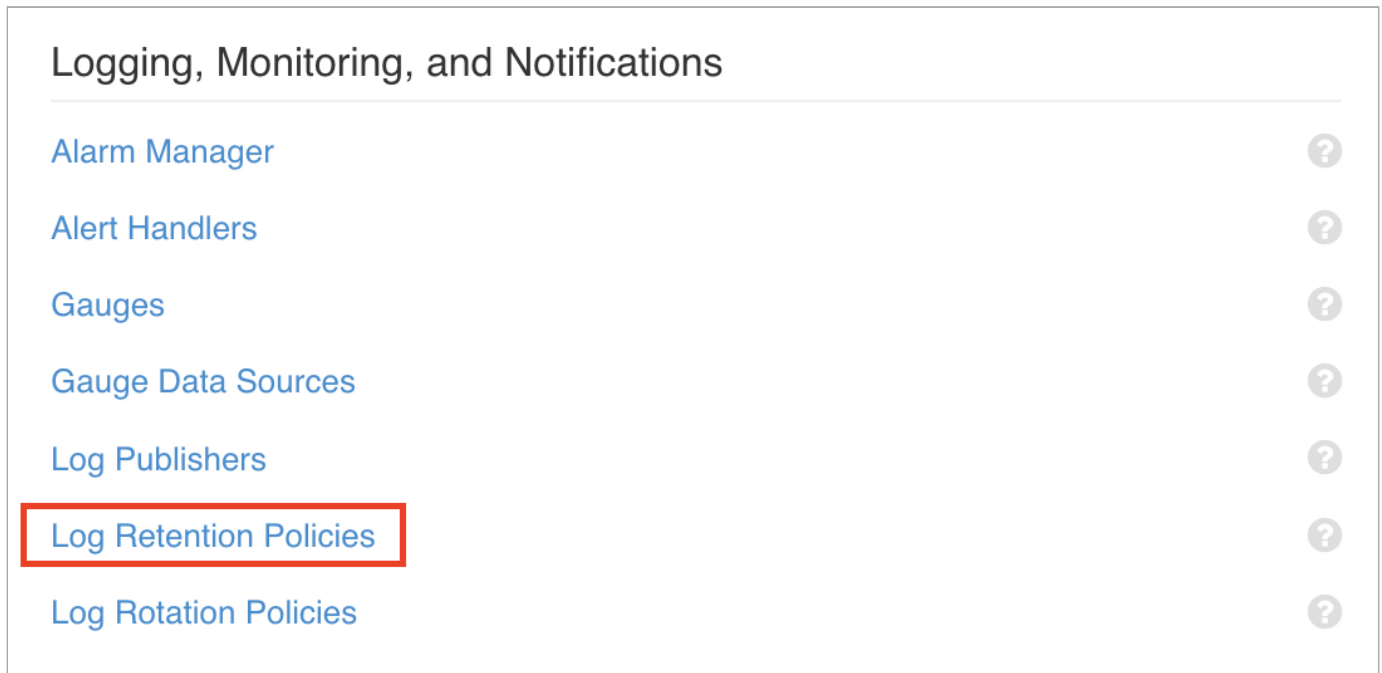 Logging, Monitoring, and Notifications
Alarm Manager
?
Alert Handlers
?
Gauges
?
Gauge Data Sources
?
Log Publishers
?
Log Retention Policies
?
Log Rotation Policies
?